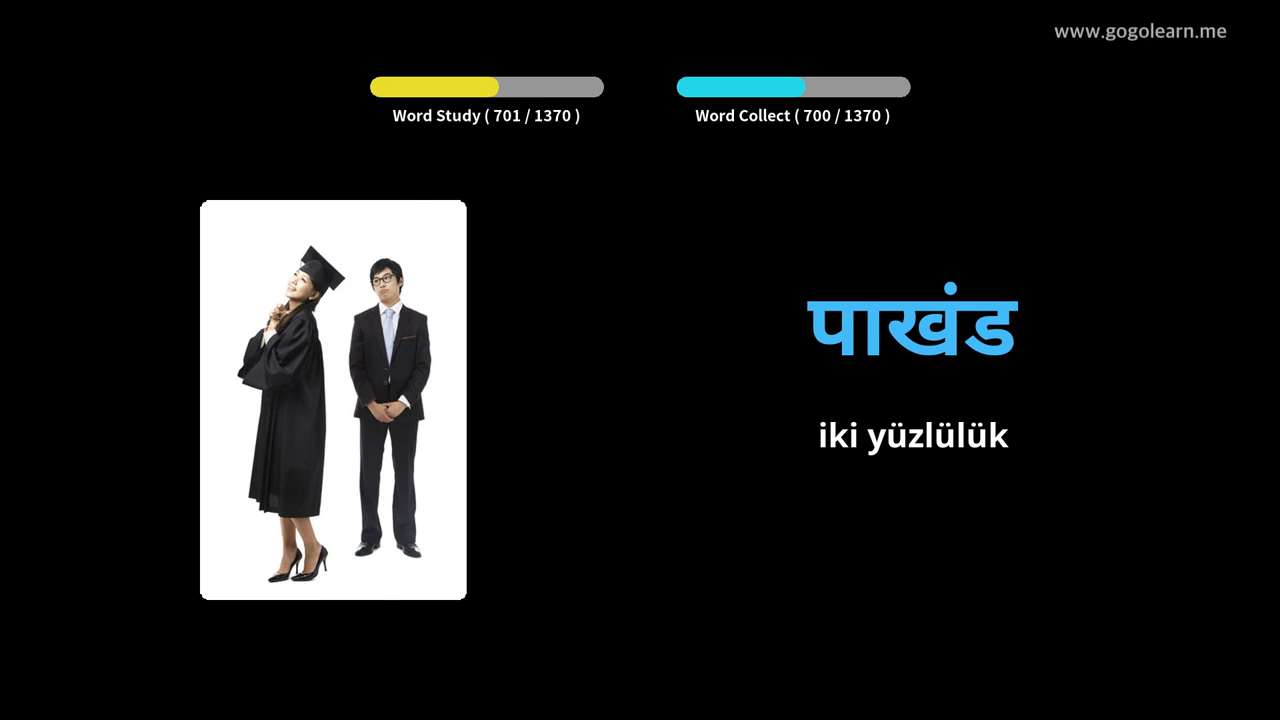 www.gogolearn.me
Word Study ( 701 / 1370 )
Word Collect ( 700 / 1370 )
पाखंड
iki yüzlülük